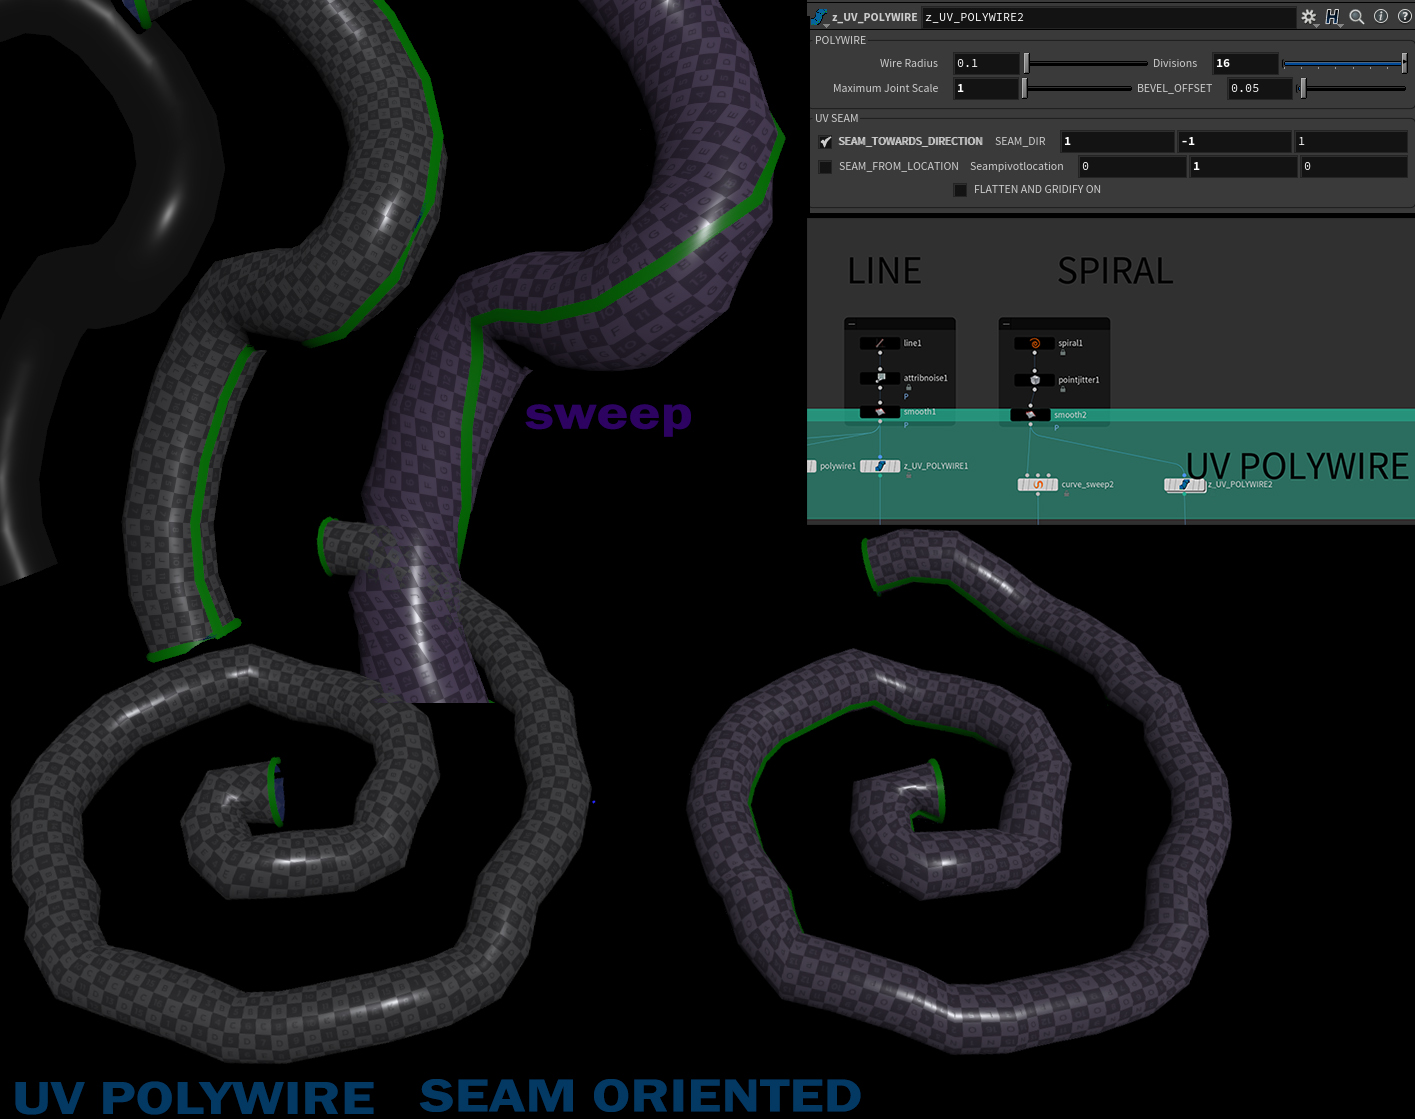 z_UV_POLYWIRE z_UV_POLYWIRE2
POLYWIRE
Wire Radius 0.1 Divisions 16
Maximum Joint Scale 1 BEVEL_OFFSET 0.05
UV SEAM
SEAM_TOWARDS_DIRECTION SEAM_DIR 1 -1 1
SEAM_FROM_LOCATION Seampivotlocation 0 1 0
FLATTEN AND GRIDIFY ON
LINE SPIRAL
line1 spiral1
attribnoise1 pointjitter1
P
smooth1 smooth2
P P
UV POLYWIRE
polywire1 z_UV_POLYWIRE1
curve_sweep2 z_UV_POLYWIRE2
sweep
UV POLYWIRE SEAM ORIENTED